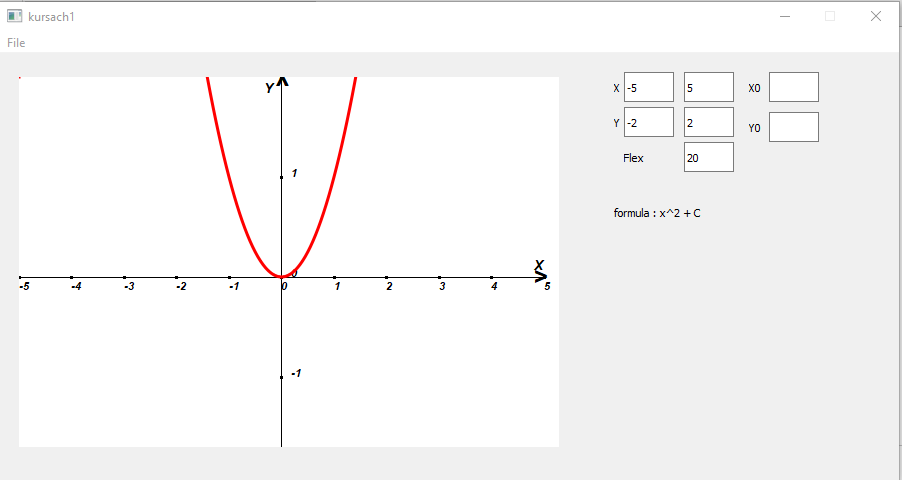 kursach1
File
X -5 5 X0
Y -2 2 Y0
Flex 20
formula : x^2 + C
Y
1
0
X
-5 -4 -3 -2 -1 0 1 2 3 4 5
-1